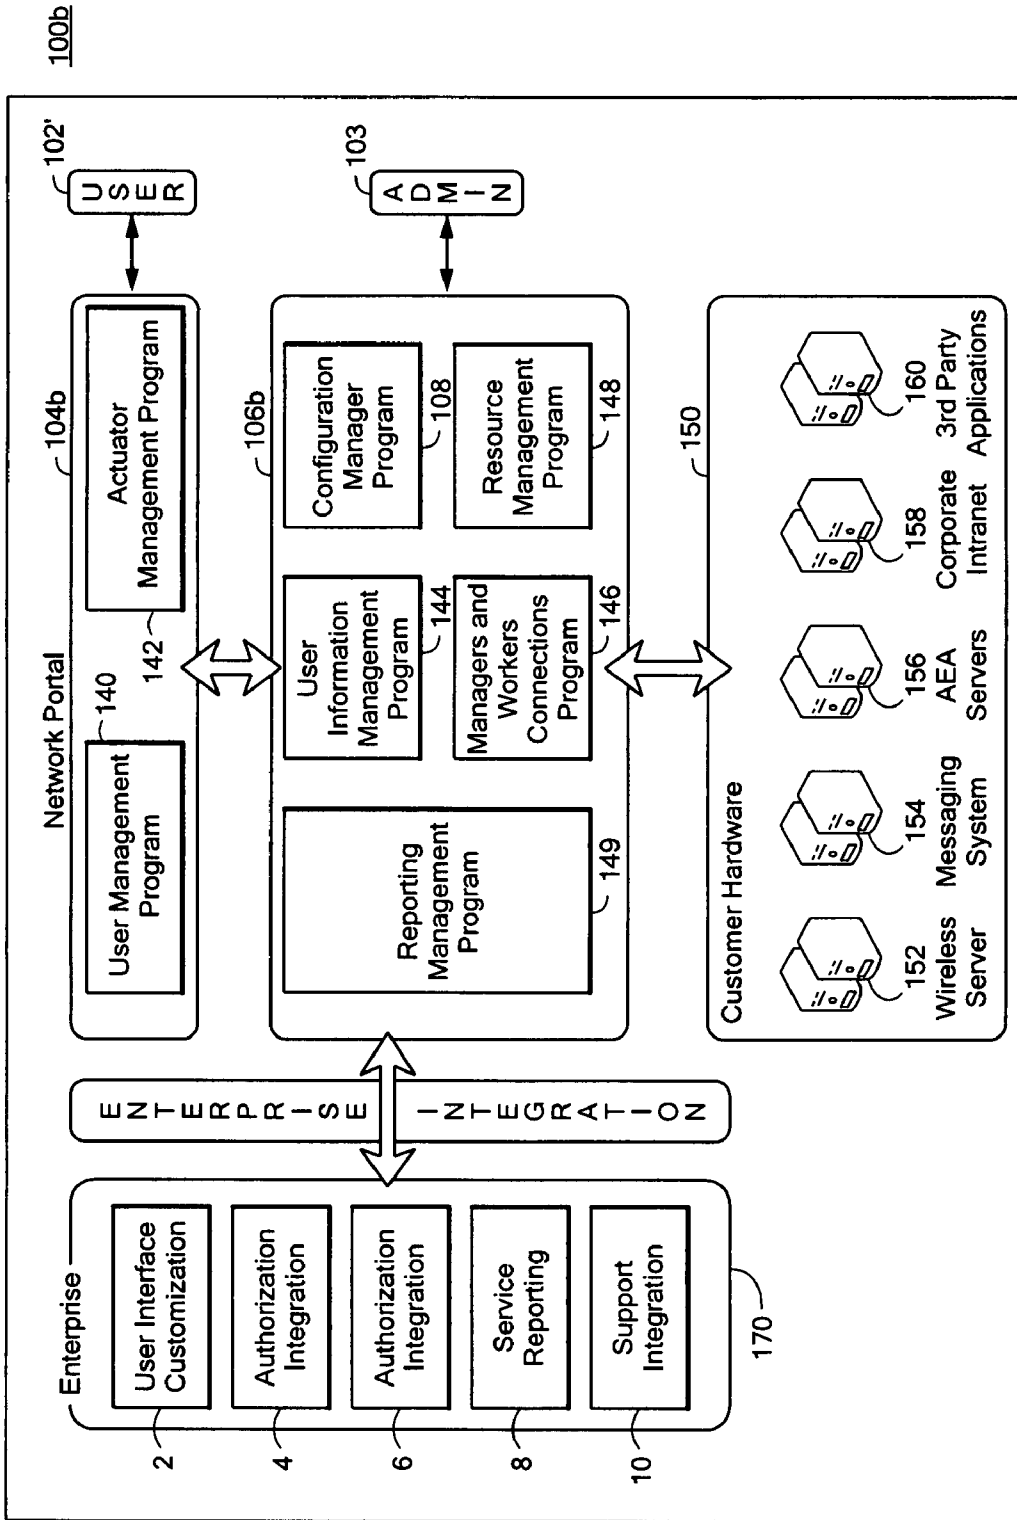 100b
Enterprise
User Interface
Customization
2
Authorization
Integration
4
Authorization
Integration
6
Service
Reporting
8
Support
Integration
10
170
ENTERPRISE
INTEGRATION
Network Portal
104b
User Management
Program
140
Actuator
Management Program
142
USER
102'
106b
Reporting
Management
Program
149
User
Information
Management
Program
144
Configuration
Manager
Program
108
Managers and
Workers
Connections
Program
146
Resource
Management
Program
148
ADMIN
103
Customer Hardware
150
152
Wireless
Server
154
Messaging
System
156
AEA
Servers
158
Corporate
Intranet
160
3rd Party
Applications